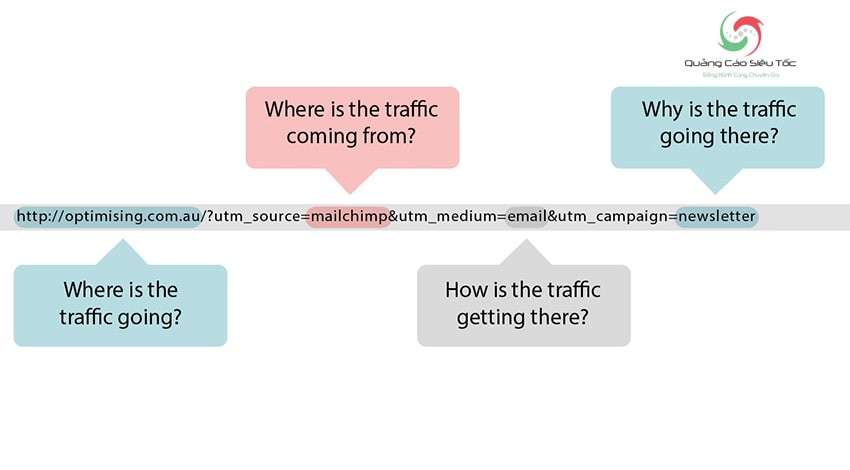 Quảng Cáo Siêu Tốc
Đồng Hành Cùng Chuyên Gia
Where is the traffic
coming from?
Why is the traffic
going there?
http://optimising.com.au/?utm_source=mailchimp&utm_medium=email&utm_campaign=newsletter
Where is the
traffic going?
How is the traffic
getting there?